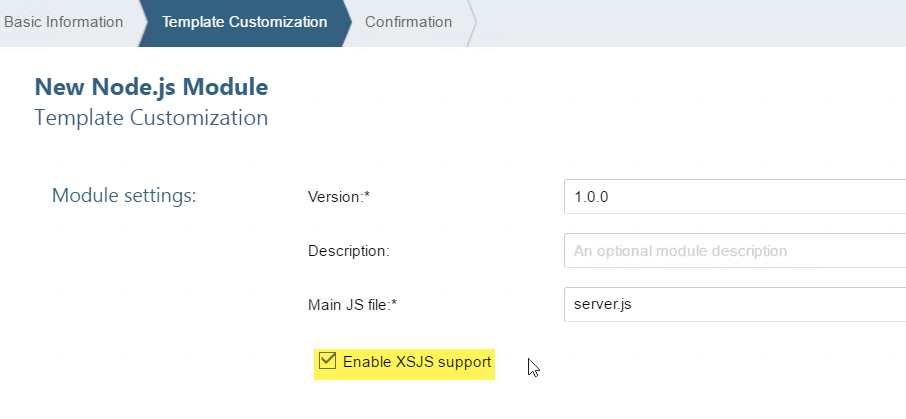 Basic Information Template Customization Confirmation
New Node.js Module
Template Customization
Module settings:
Version:* 1.0.0
Description: An optional module description
Main JS file:* server.js
Enable XSJS support